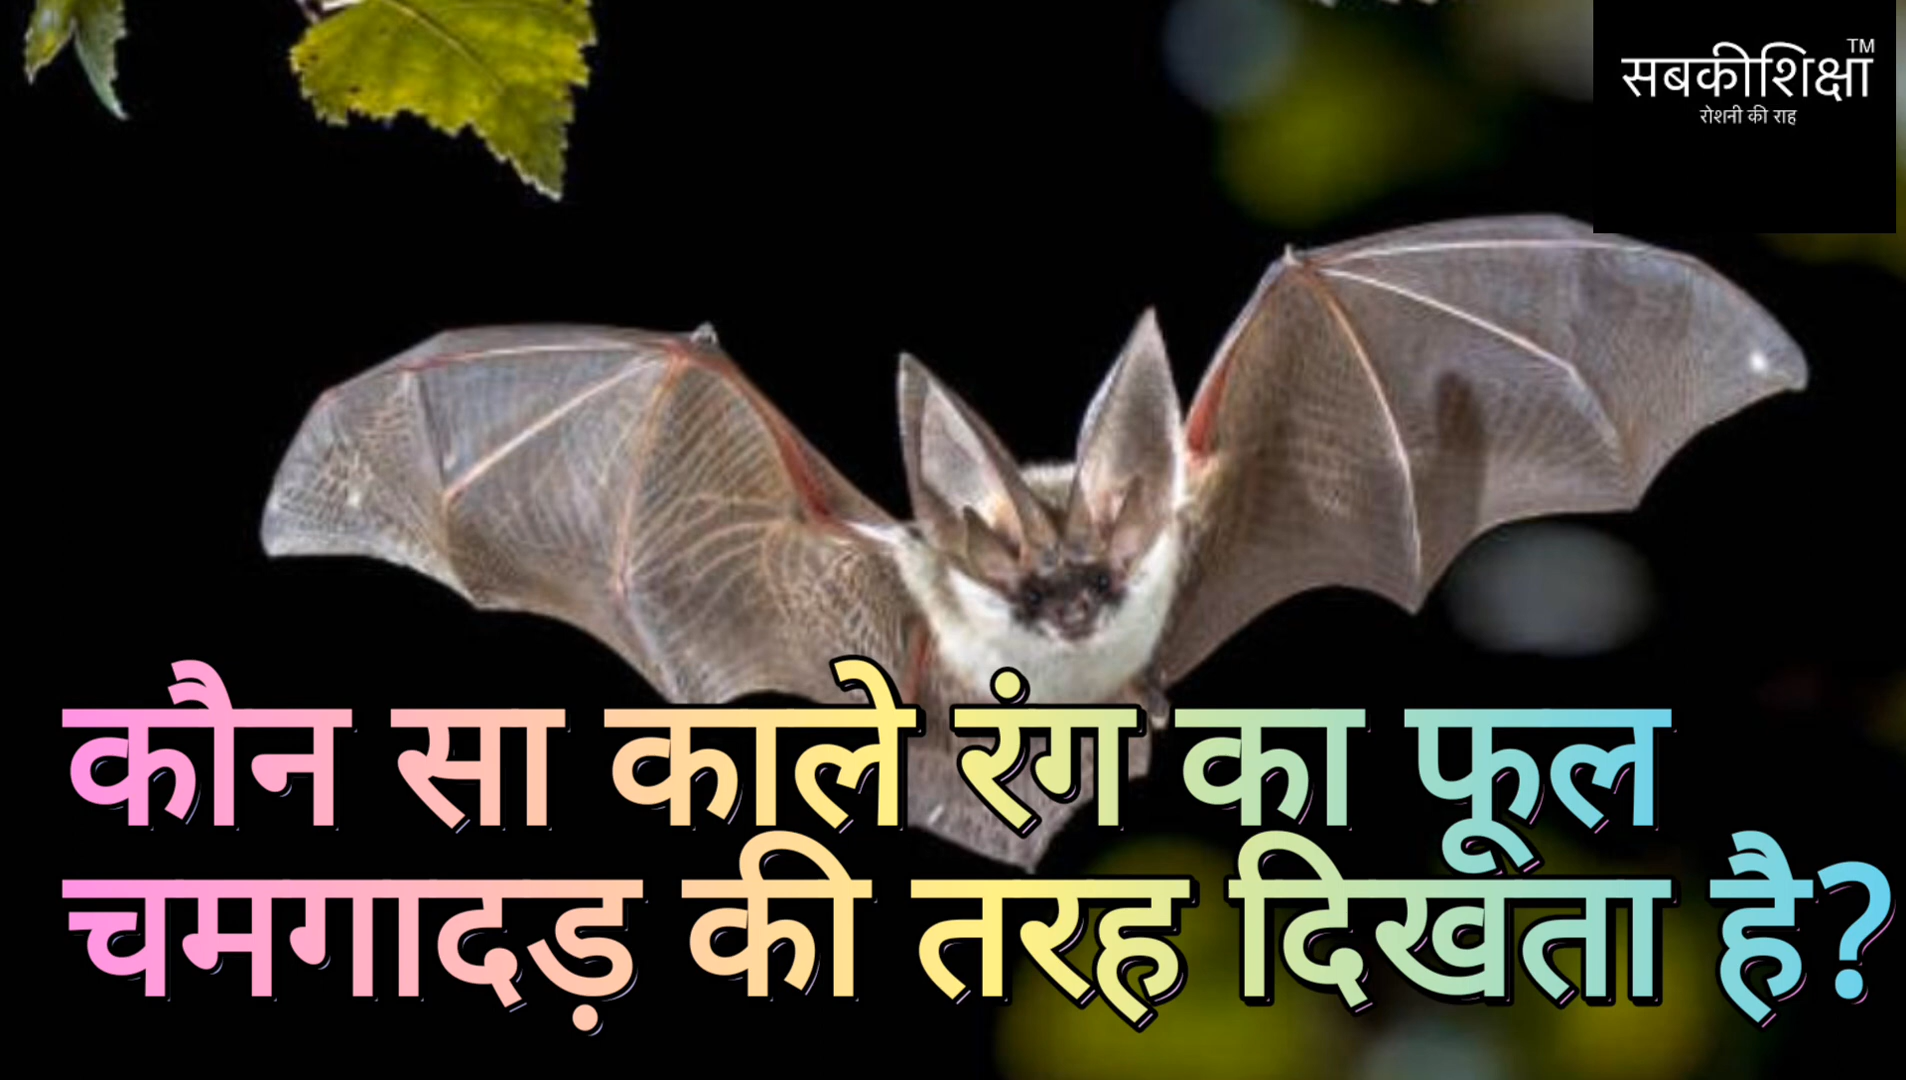 सबकीशिक्षा TM
रोशनी की राह
कौन सा काले रंग का फूल
चमगादड़ की तरह दिखता है?